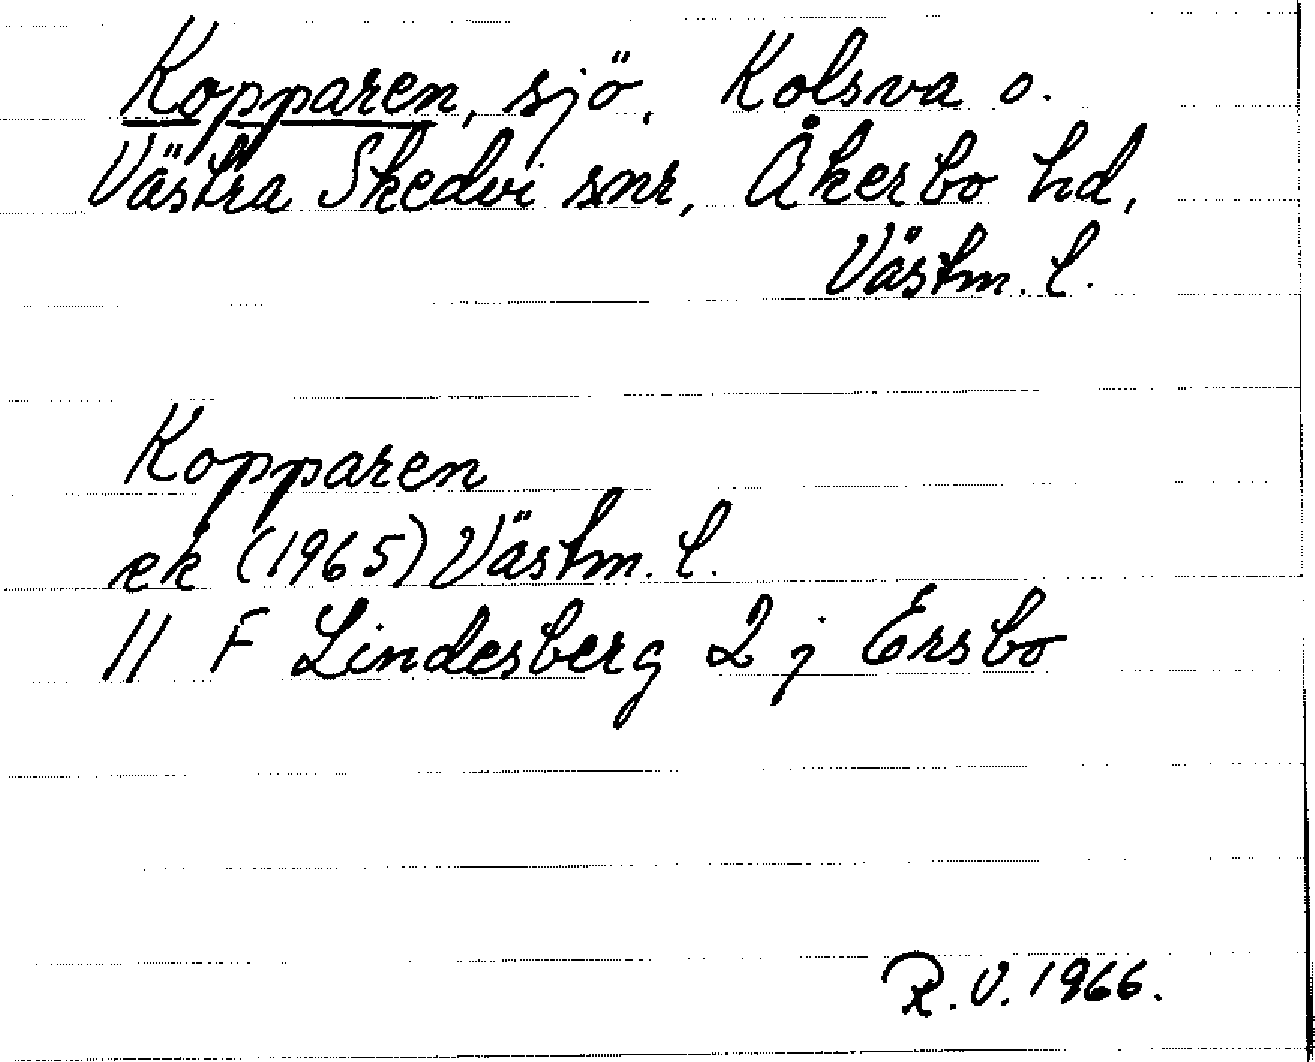 Kopparen, sjö, Kolsva o.
Västra Skedvi snr, Åkerbo hd,
Västm. l.
Kopparen
ek (1965) Västm. l.
11 F Lindesberg 2 j Ersbo
R.V. 1966.